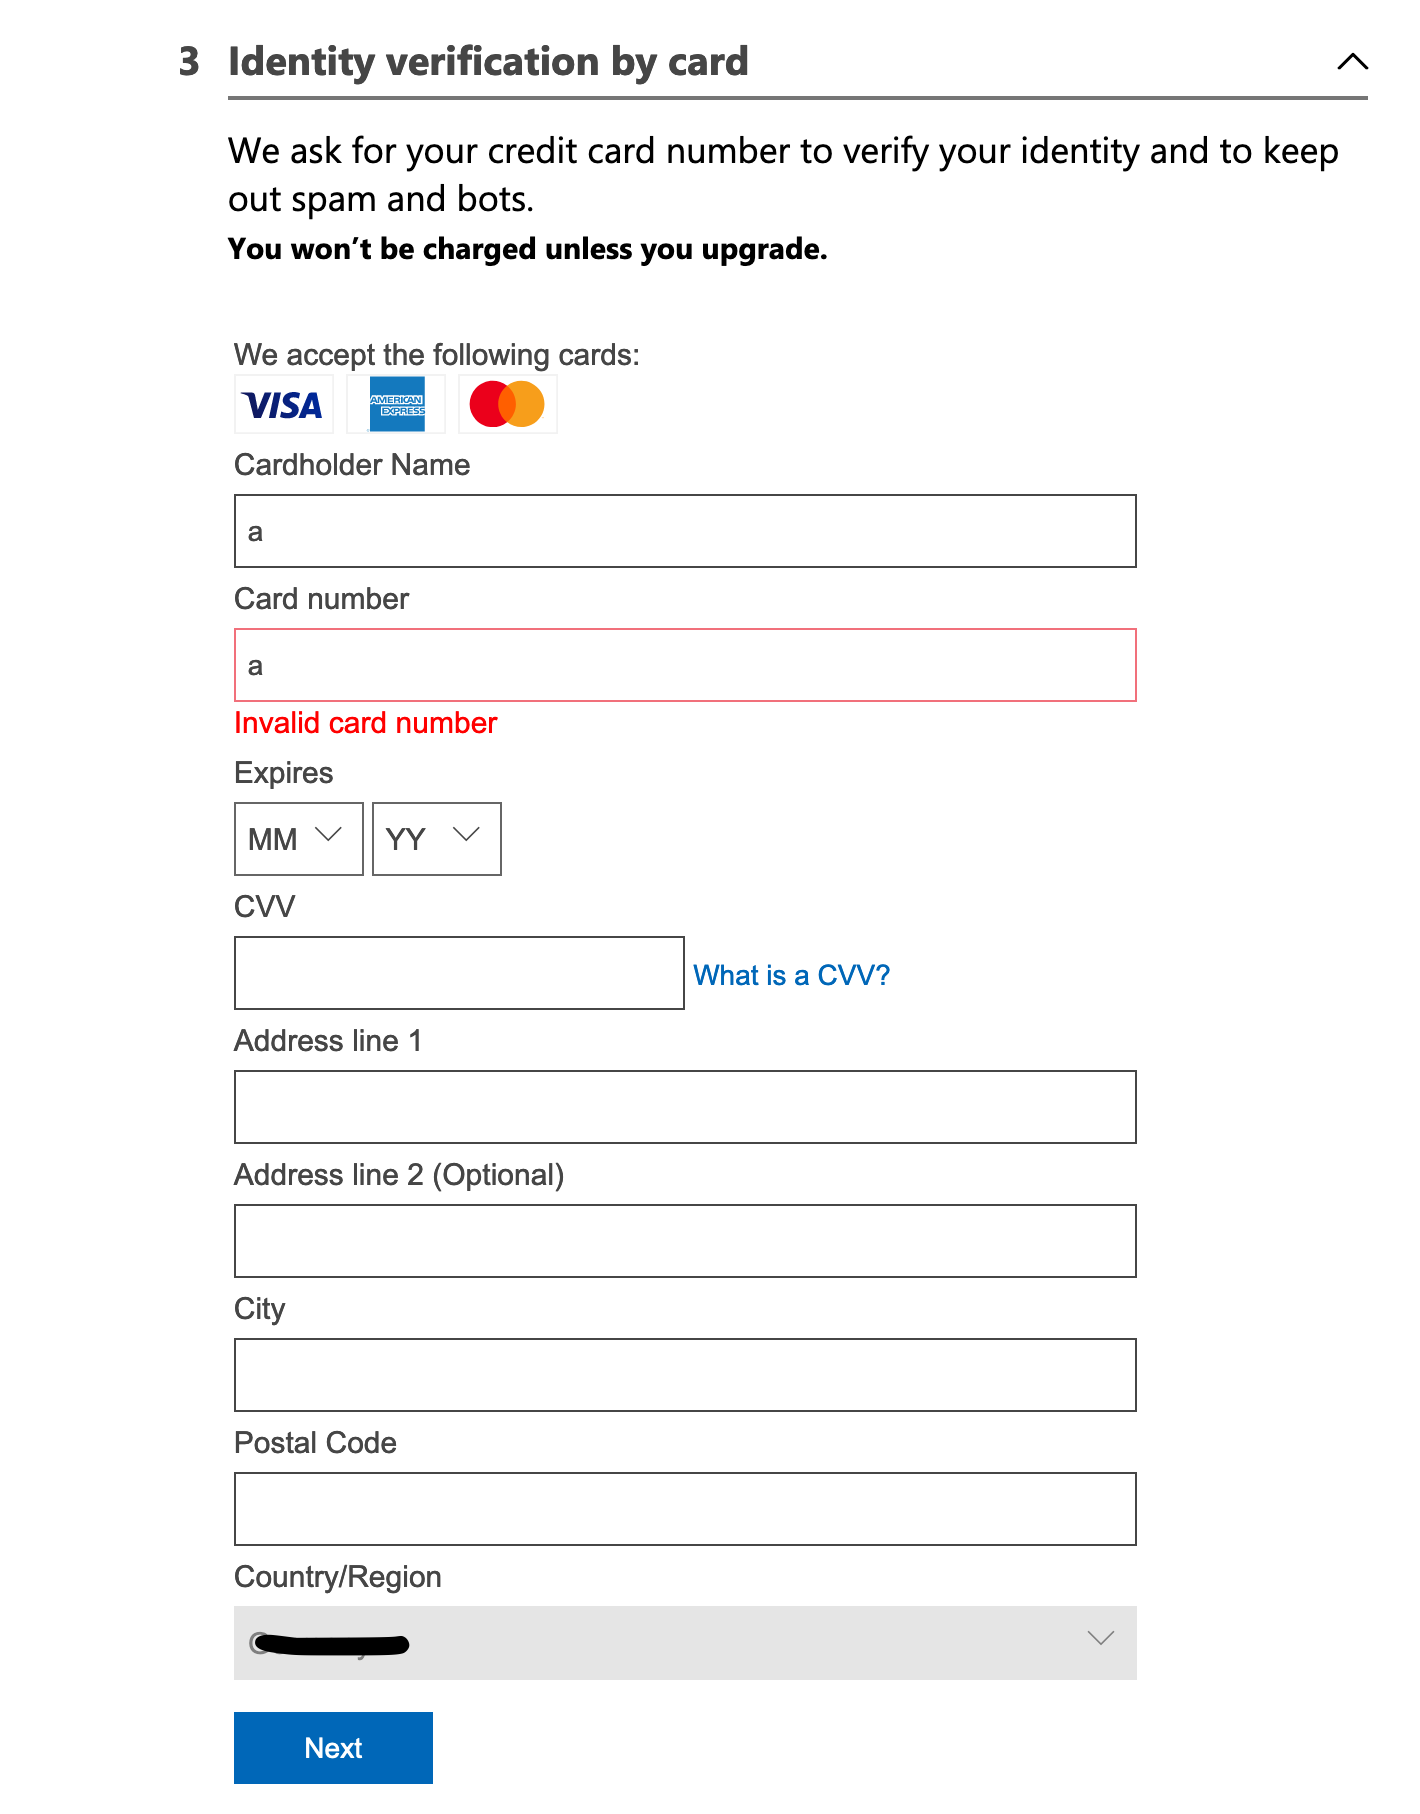 3 Identity verification by card
We ask for your credit card number to verify your identity and to keep
out spam and bots.
You won’t be charged unless you upgrade.
We accept the following cards:
VISA AMERICAN EXPRESS
Cardholder Name
a
Card number
a
Invalid card number
Expires
MM YY
CVV
What is a CVV?
Address line 1
Address line 2 (Optional)
City
Postal Code
Country/Region
Next